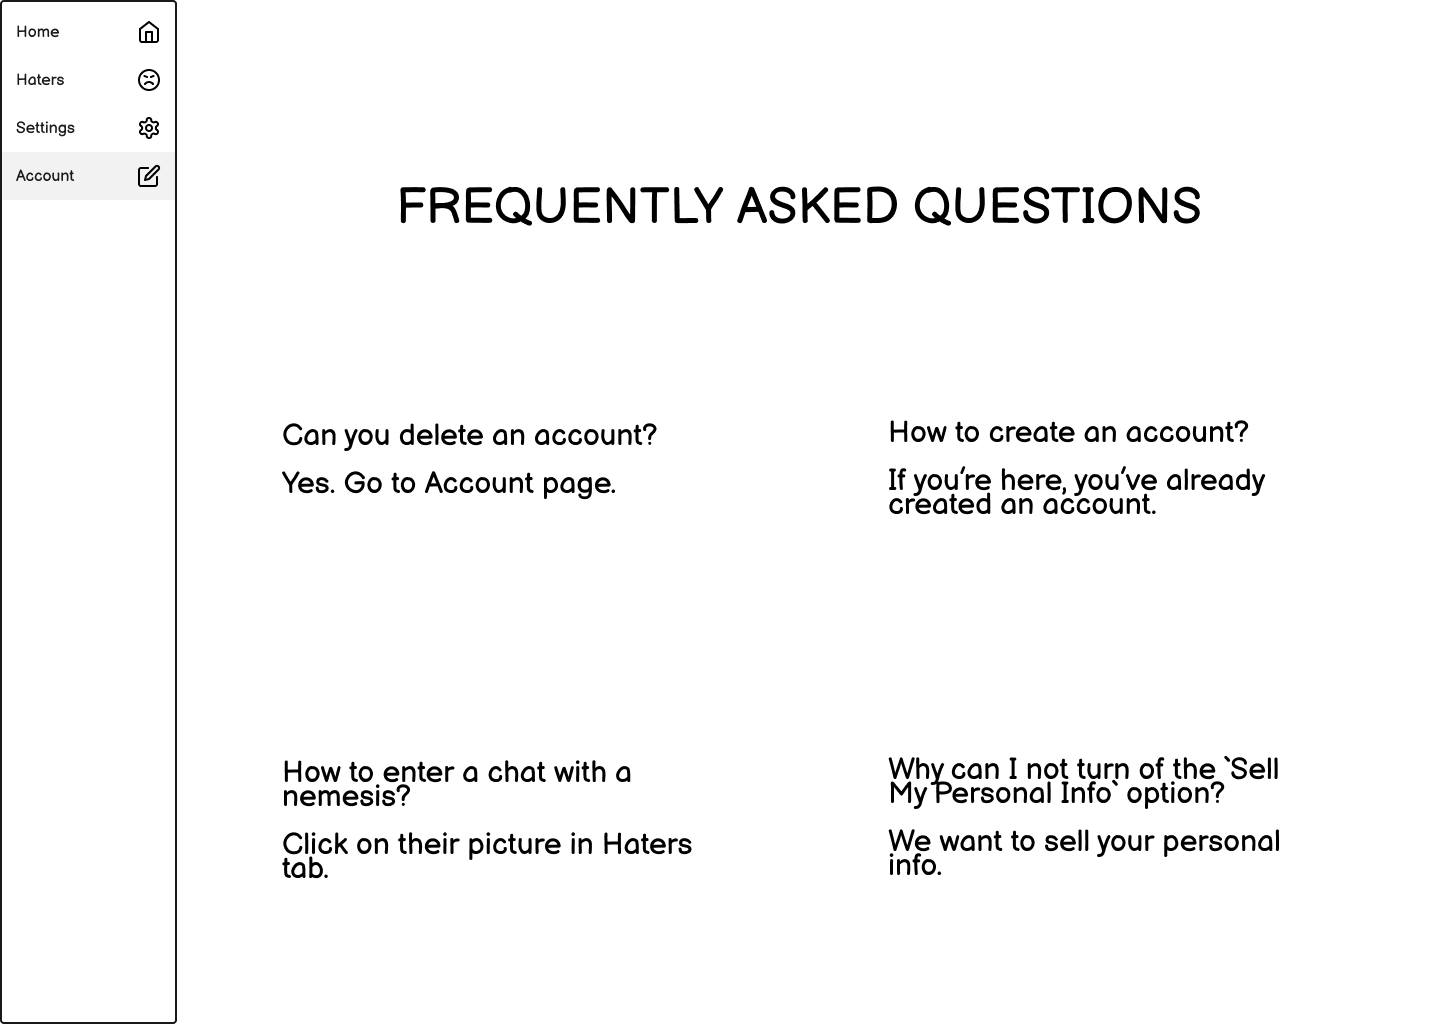 Home
Haters
Settings
Account
FREQUENTLY ASKED QUESTIONS
Can you delete an account?
Yes. Go to Account page.
How to create an account?
If you're here, you've already
created an account.
How to enter a chat with a
nemesis?
Click on their picture in Haters
tab.
Why can I not turn of the `Sell
My Personal Info` option?
We want to sell your personal
info.